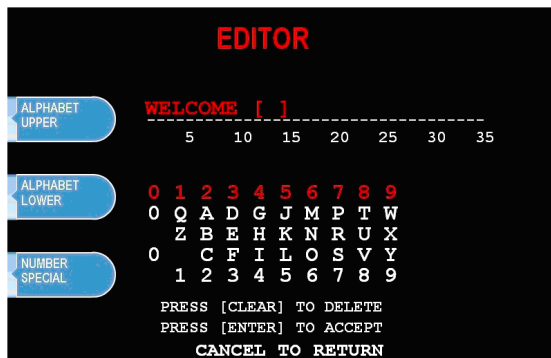 EDITOR
ALPHABET
UPPER
WELCOME [ ]
5 10 15 20 25 30 35
ALPHABET
LOWER
0 1 2 3 4 5 6 7 8 9
0 Q A D G J M P T W
Z B E H K N R U X
NUMBER
SPECIAL
0 C F I L O S V Y
1 2 3 4 5 6 7 8 9
PRESS [CLEAR] TO DELETE
PRESS [ENTER] TO ACCEPT
CANCEL TO RETURN